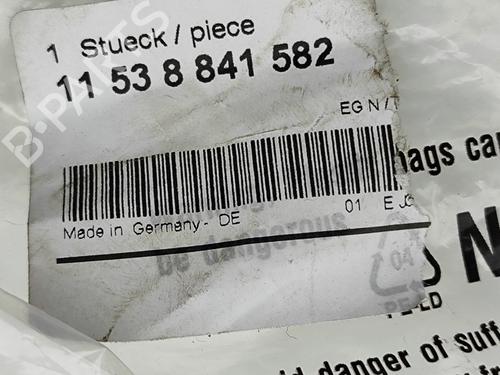 1 Stueck / piece
11 53 8 841 582
EG N /
B-PARTS
bags ca
Made in Germany - DE 01 E
be dangerous
04
PE-LD
N
danger of suff